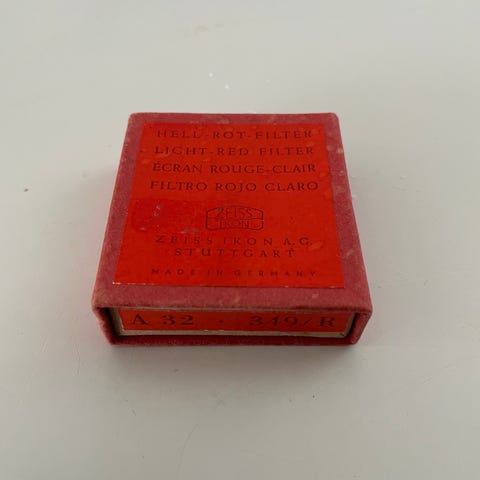 HELL-ROT-FILTER
LIGHT-RED FILTER
ÉCRAN ROUGE-CLAIR
FILTRO ROJO CLARO
ZEISS
IKON
ZEISS IKON A.G.
STUTTGART
MADE IN GERMANY
A 32 · 349/R